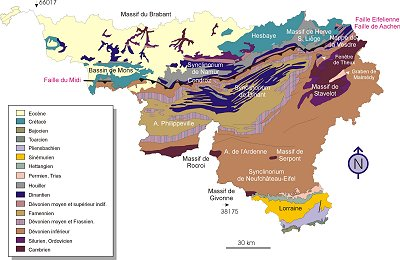 66017
Massif du Brabant
Faille Eifelienne
Faille de Aachen
Hesbaye
Massif de Herve
S. Liège
Massif de
la Vesdre
Bassin de Mons
Synclinorium
de Namur
Condroz
Fenêtre
de Theux
Graben de
Malmédy
Faille du Midi
Synclinorium
de Dinant
Massif de
Stavelot
A. Philippeville
Massif de
Rocroi
A. de l'Ardenne
Massif de
Serpont
Synclinorium
de Neufchâteau-Eifel
Massif de
Givonne
38175
Lorraine
N
30 km
Eocène
Crétacé
Bajocien
Toarcien
Pliensbachien
Sinémurien
Hettangien
Permien, Trias
Houiller
Dinantien
Dévonien moyen et supérieur indif.
Famennien
Dévonien moyen et Frasnien.
Dévonien inférieur
Silurien, Ordovicien
Cambrien